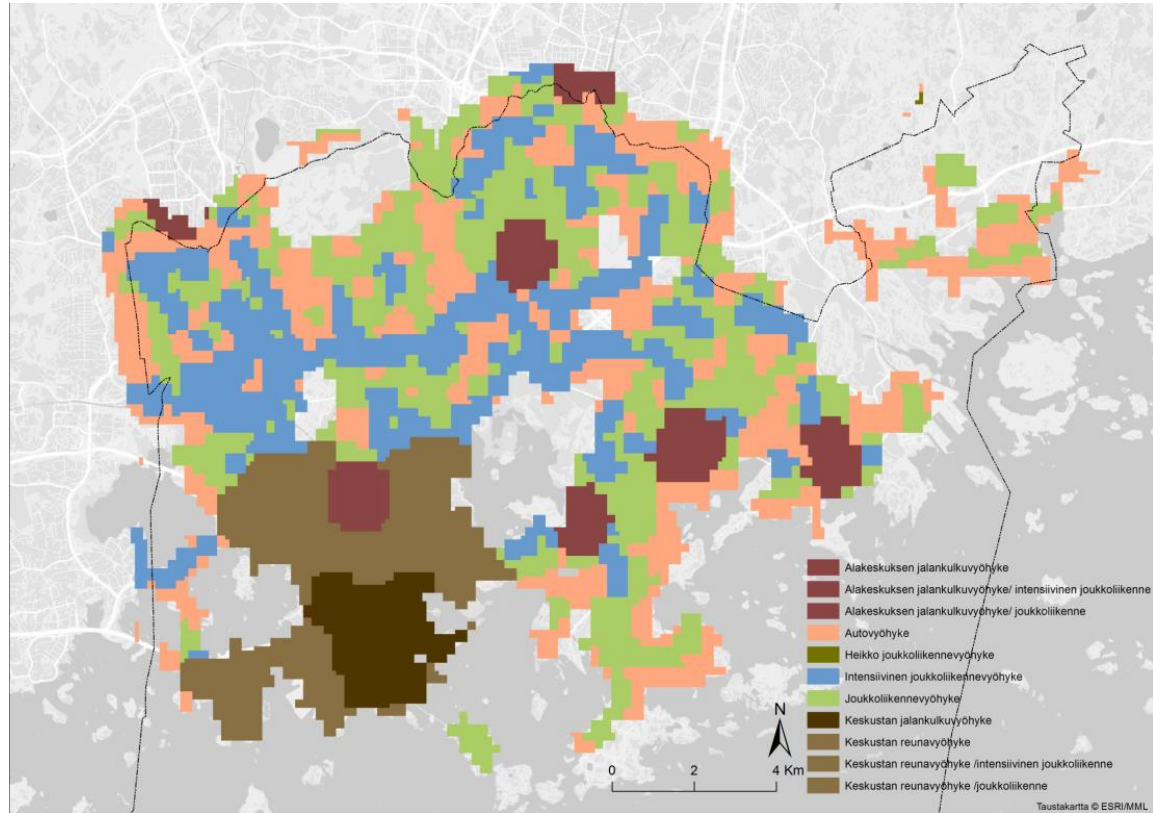 Alakeskuksen jalankulkuvyöhyke
Alakeskuksen jalankulkuvyöhyke/ intensiivinen joukkoliikenne
Alakeskuksen jalankulkuvyöhyke/ joukkoliikenne
Autovyöhyke
Heikko joukkoliikennevyöhyke
Intensiivinen joukkoliikennevyöhyke
Joukkoliikennevyöhyke
Keskustan jalankulkuvyöhyke
Keskustan reunavyöhyke
Keskustan reunavyöhyke /intensiivinen joukkoliikenne
Keskustan reunavyöhyke /joukkoliikenne
N
0 2 4 Km
Taustakartta © ESRI/MML